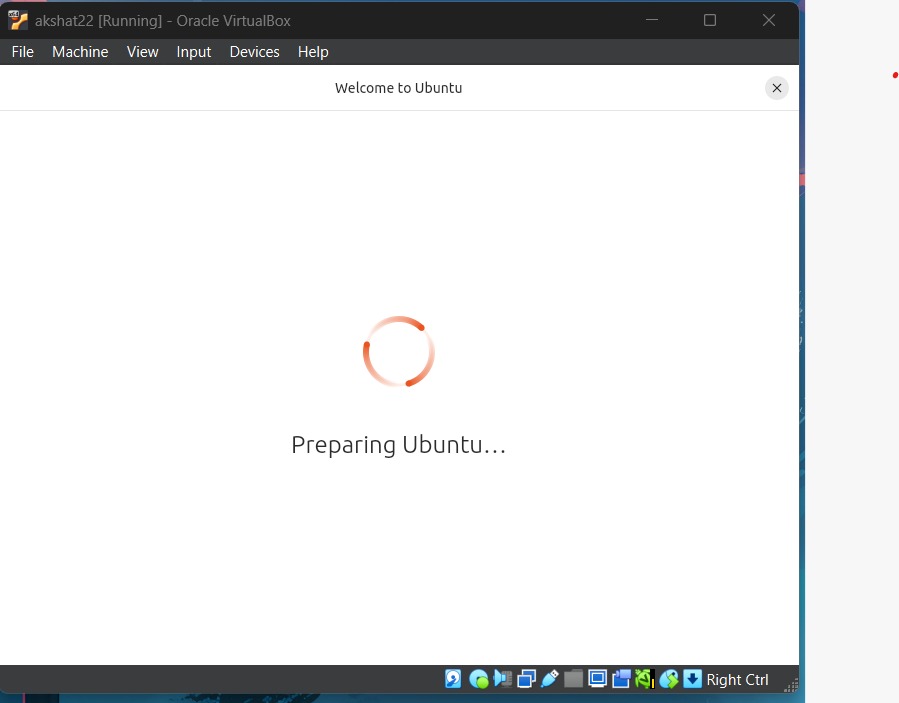 akshat22 [Running] - Oracle VirtualBox
File Machine View Input Devices Help
Welcome to Ubuntu
Preparing Ubuntu...
Right Ctrl